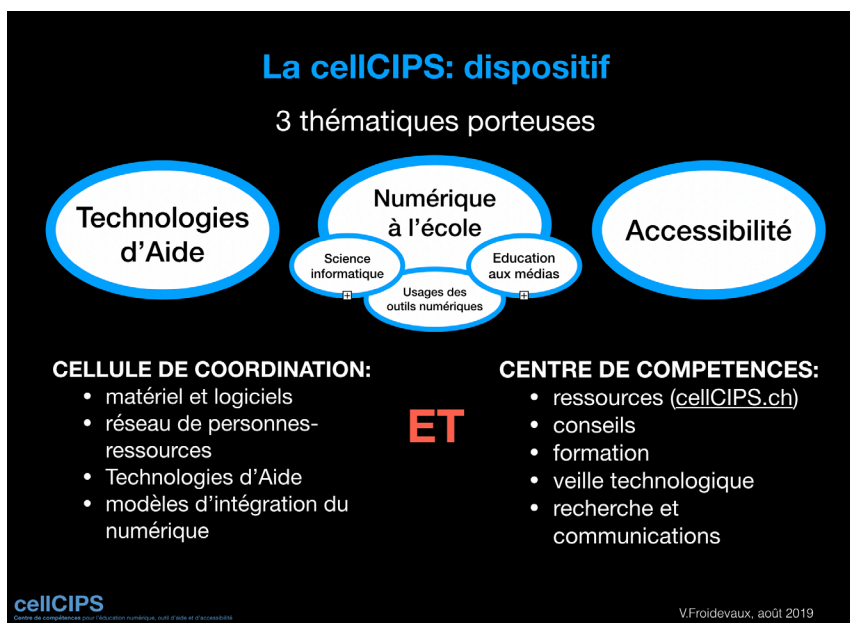 La cellCIPS: dispositif
3 thématiques porteuses
Technologies
d'Aide
Numérique
à l'école
Science
informatique
Education
aux médias
Usages des
outils numériques
Accessibilité
CELLULE DE COORDINATION:
• matériel et logiciels
• réseau de personnes-
ressources
• Technologies d'Aide
• modèles d'intégration du
numérique
ET
CENTRE DE COMPETENCES:
• ressources (cellCIPS.ch)
• conseils
• formation
• veille technologique
• recherche et
communications
cellCIPS
Centre de compétences pour l'éducation numérique, outil d'aide et d'accessibilité
V.Froidevaux, août 2019